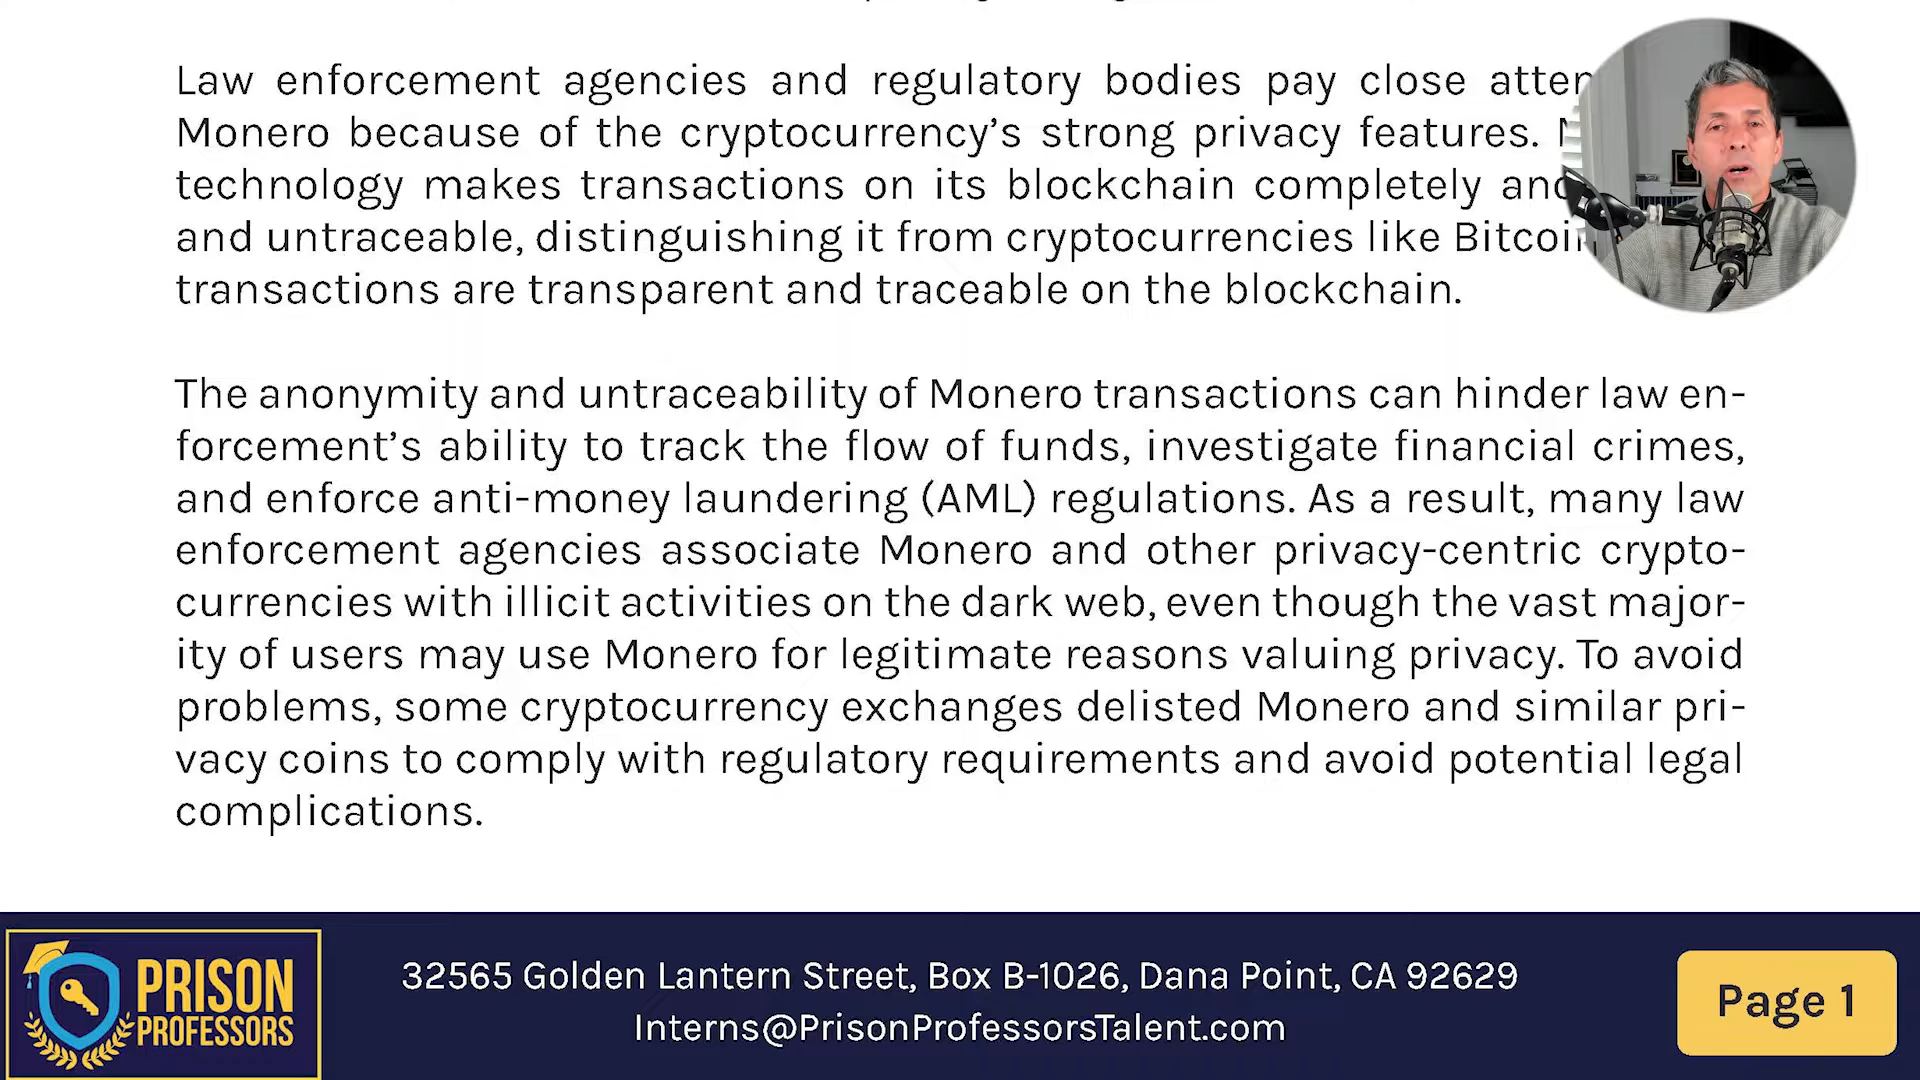 Law enforcement agencies and regulatory bodies pay close
Monero because of the cryptocurrency’s strong privacy features.
technology makes transactions on its blockchain completely
and untraceable, distinguishing it from cryptocurrencies like
transactions are transparent and traceable on the blockchain.
The anonymity and untraceability of Monero transactions can hinder law en-
forcement’s ability to track the flow of funds, investigate financial crimes,
and enforce anti-money laundering (AML) regulations. As a result, many law
enforcement agencies associate Monero and other privacy-centric crypto-
currencies with illicit activities on the dark web, even though the vast major-
ity of users may use Monero for legitimate reasons valuing privacy. To avoid
problems, some cryptocurrency exchanges delisted Monero and similar pri-
vacy coins to comply with regulatory requirements and avoid potential legal
complications.
PRISON
PROFESSORS
32565 Golden Lantern Street, Box B-1026, Dana Point, CA 92629
Interns@PrisonProfessorsTalent.com
Page 1